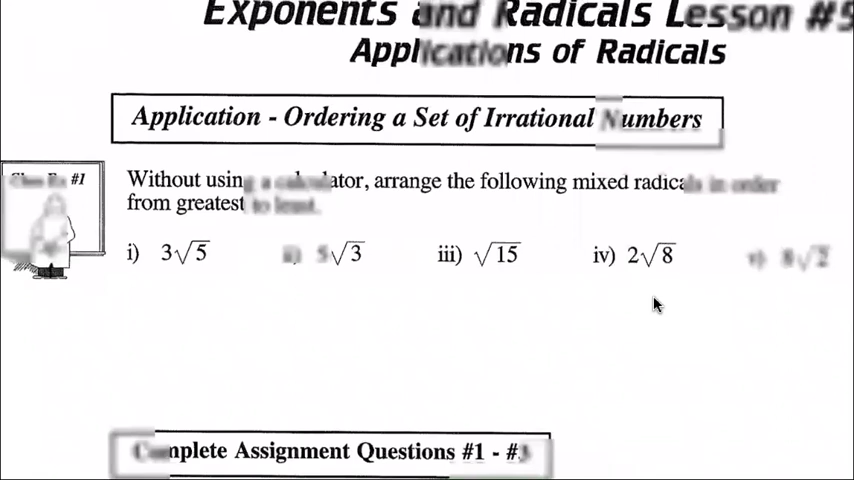 Exponents and Radicals Lesson #5
Applications of Radicals
Application - Ordering a Set of Irrational Numbers
#1
Without using a calculator, arrange the following mixed radicals in order
from greatest to least.
i) 3√5 ii) 5√3 iii) √15 iv) 2√8 v) 8√2
Complete Assignment Questions #1 - #3